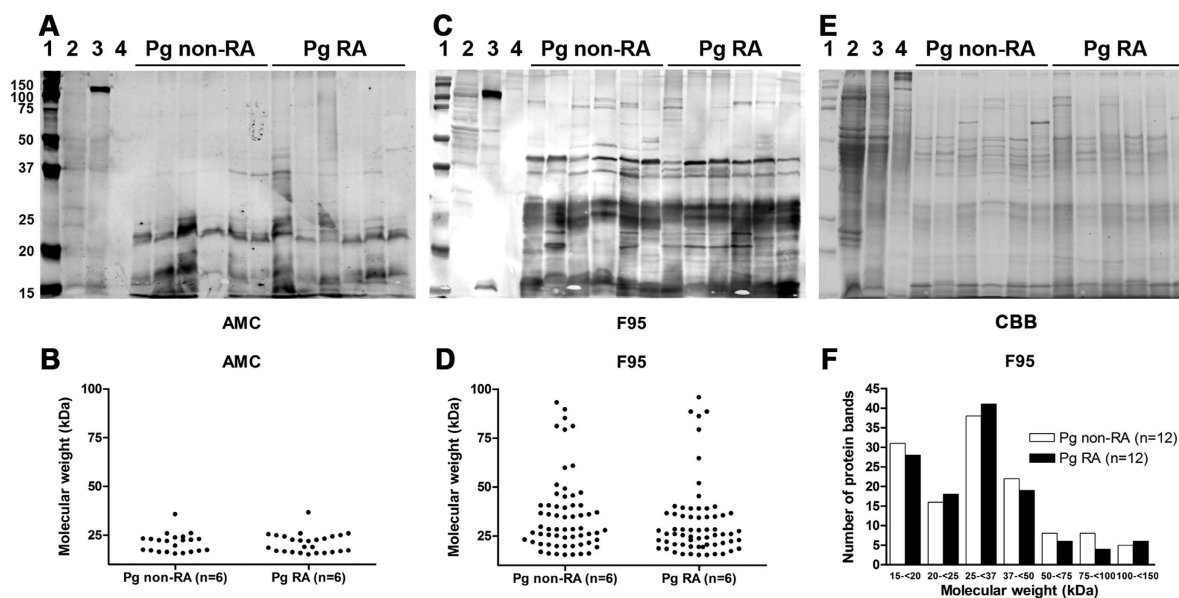 A
1 2 3 4 Pg non-RA Pg RA
150
100
75
50
37
25
20
15
AMC
C
1 2 3 4 Pg non-RA Pg RA
F95
E
1 2 3 4 Pg non-RA Pg RA
CBB
B
AMC
Molecular weight (kDa)
100
75
50
25
Pg non-RA (n=6) Pg RA (n=6)
D
F95
Molecular weight (kDa)
100
75
50
25
Pg non-RA (n=6) Pg RA (n=6)
F
F95
Number of protein bands
45
40
35
30
25
20
15
10
5
0
Pg non-RA (n=12)
Pg RA (n=12)
15-<20 20-<25 25-<37 37-<50 50-<75 75-<100 100-<150
Molecular weight (kDa)